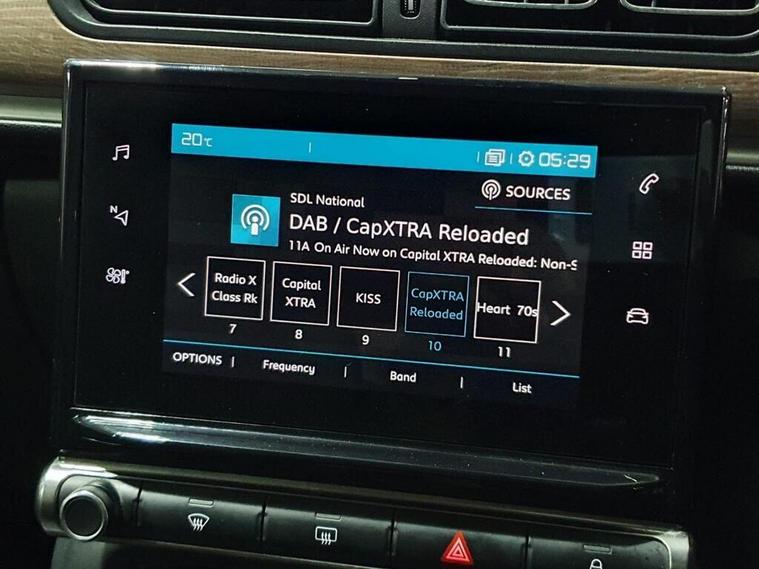 20°C
05:29
SOURCES
SDL National
DAB / CapXTRA Reloaded
11A On Air Now on Capital XTRA Reloaded: Non-S
Radio X
Class Rk
7
Capital
XTRA
8
KISS
9
CapXTRA
Reloaded
10
Heart 70s
11
OPTIONS
Frequency
Band
List
N